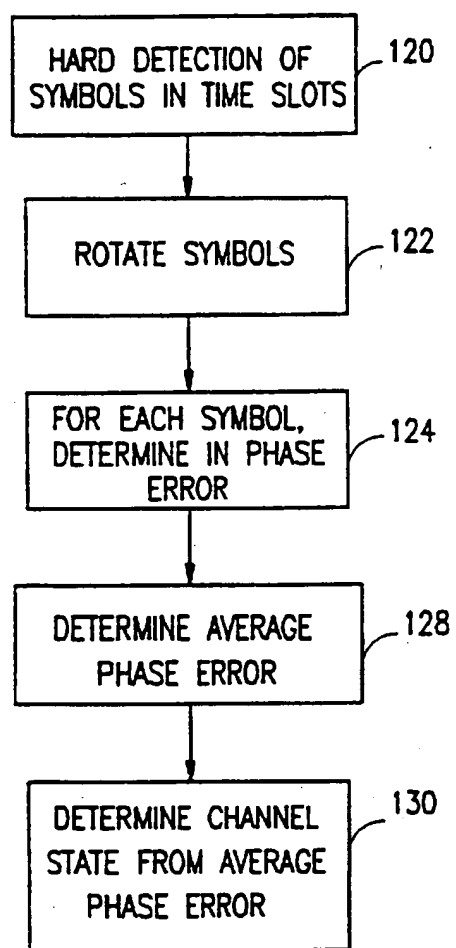 HARD DETECTION OF
SYMBOLS IN TIME SLOTS
120
ROTATE SYMBOLS
122
FOR EACH SYMBOL,
DETERMINE IN PHASE
ERROR
124
DETERMINE AVERAGE
PHASE ERROR
128
DETERMINE CHANNEL
STATE FROM AVERAGE
PHASE ERROR
130